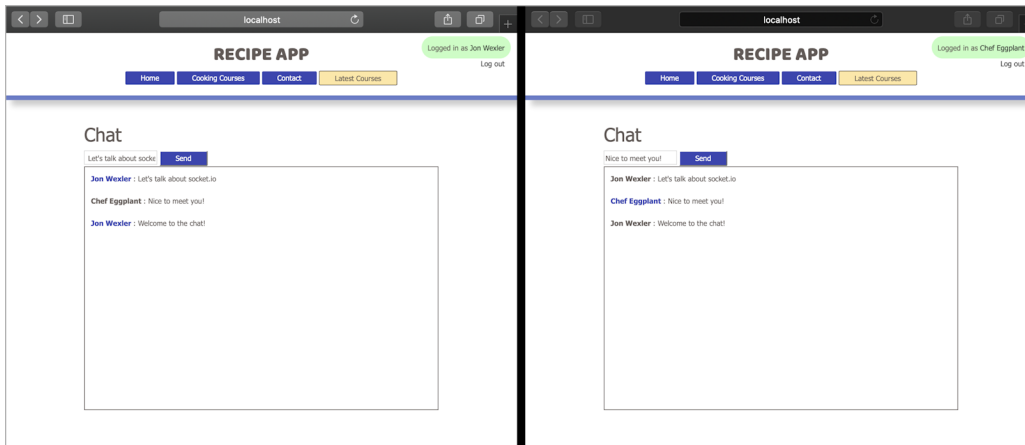 localhost
RECIPE APP
Logged in as Jon Wexler
Log out
Home Cooking Courses Contact Latest Courses
Chat
Let's talk about socke Send
Jon Wexler : Let's talk about socket.io
Chef Eggplant : Nice to meet you!
Jon Wexler : Welcome to the chat!
localhost
RECIPE APP
Logged in as Chef Eggplant
Log out
Home Cooking Courses Contact Latest Courses
Chat
Nice to meet you! Send
Jon Wexler : Let's talk about socket.io
Chef Eggplant : Nice to meet you!
Jon Wexler : Welcome to the chat!